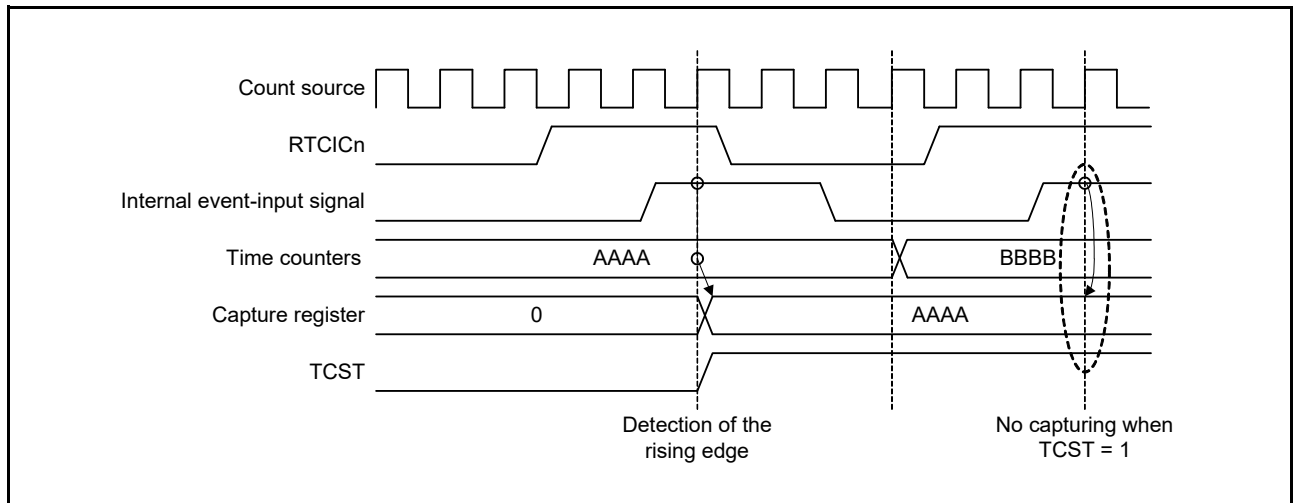 Count source
RTCICn
Internal event-input signal
Time counters
AAAA
BBBB
Capture register
0
AAAA
TCST
Detection of the
rising edge
No capturing when
TCST = 1